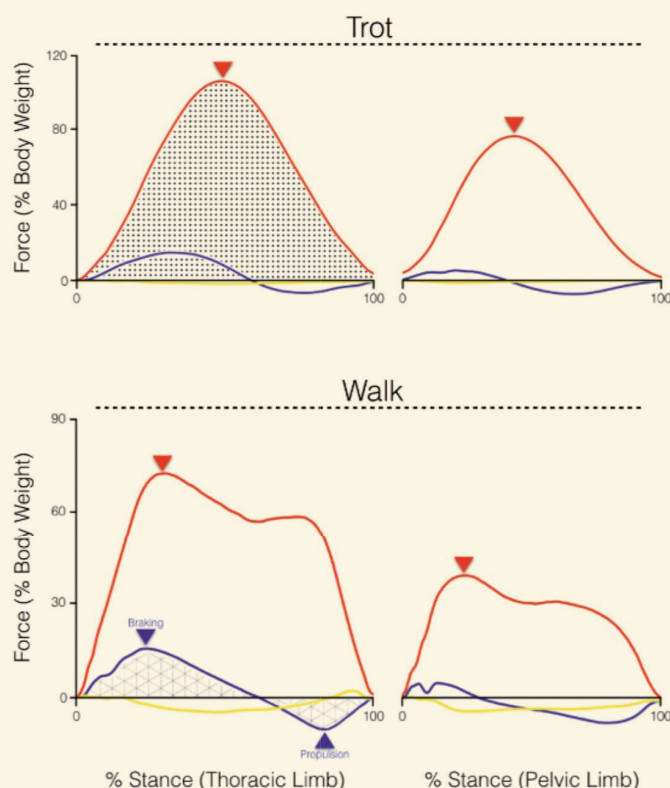 Trot
Force (% Body Weight)
120
80
40
0
0
100
0
100
Walk
Force (% Body Weight)
90
60
30
0
Braking
Propulsion
0
100
0
100
% Stance (Thoracic Limb)
% Stance (Pelvic Limb)